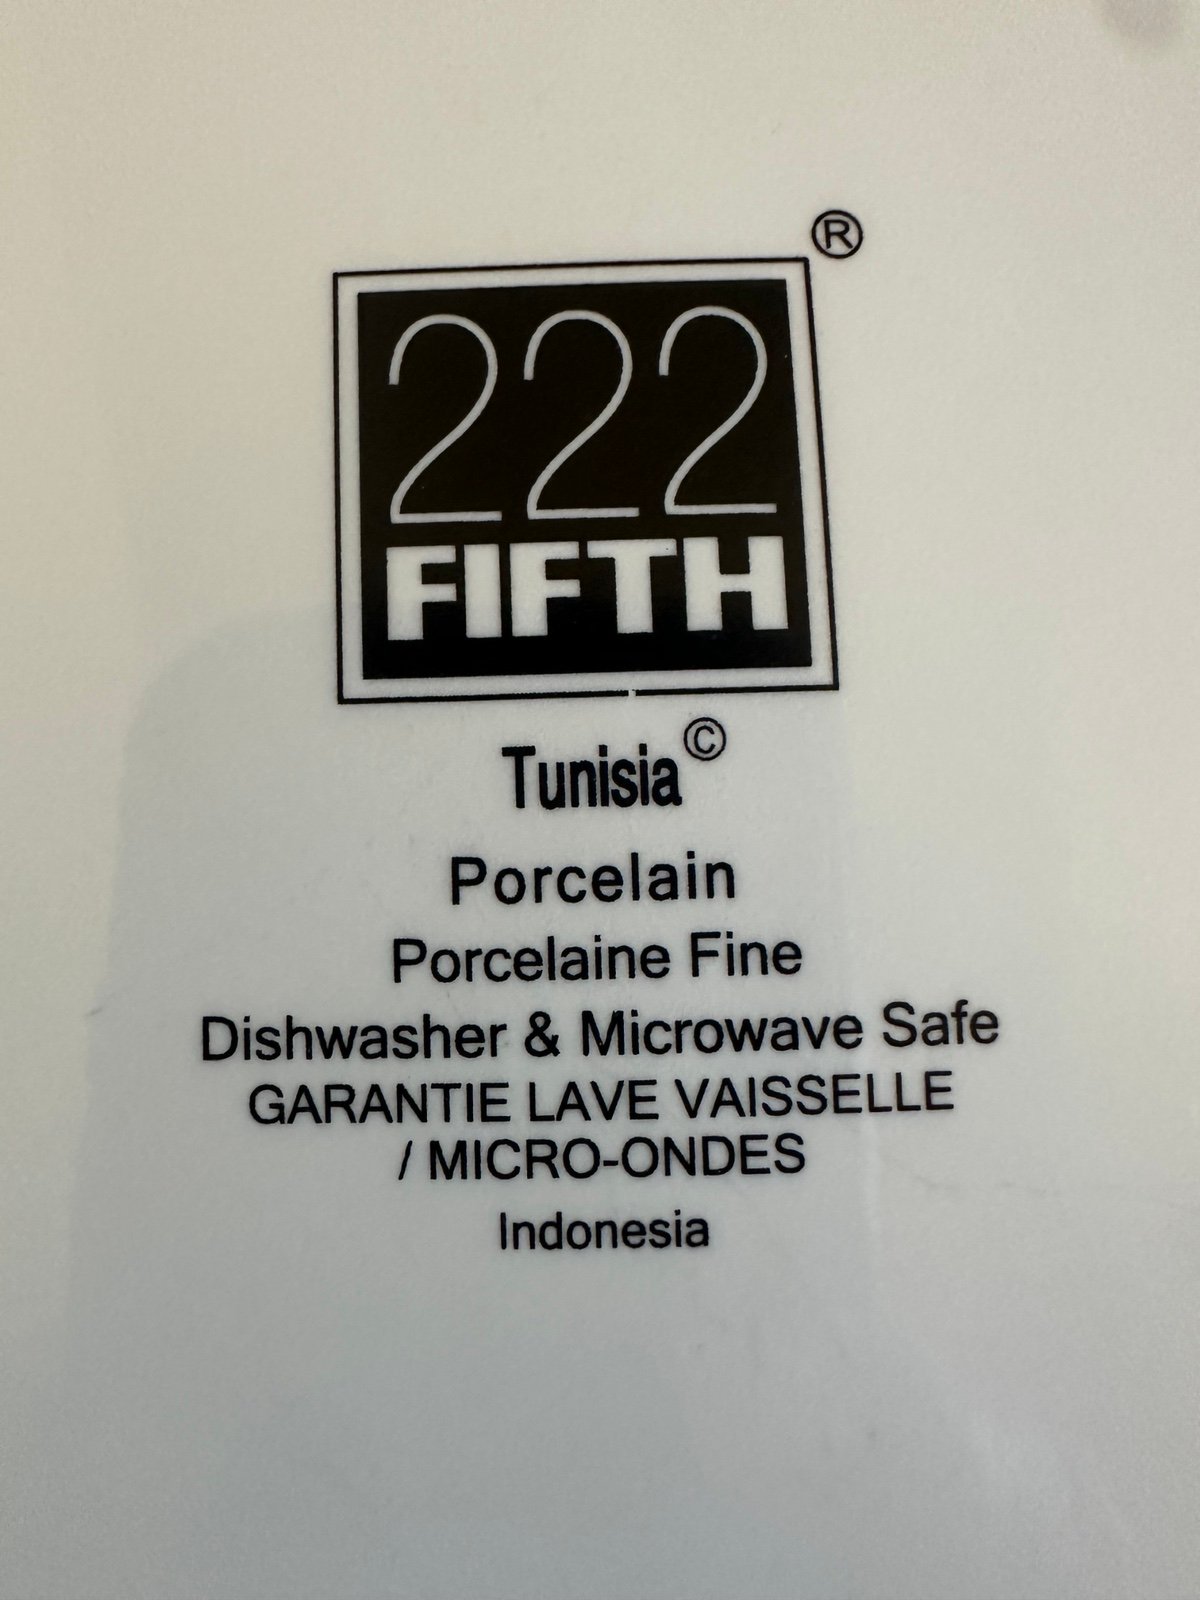 ®
222
FIFTH
Tunisia©
Porcelain
Porcelaine Fine
Dishwasher & Microwave Safe
GARANTIE LAVE VAISSELLE
/ MICRO-ONDES
Indonesia